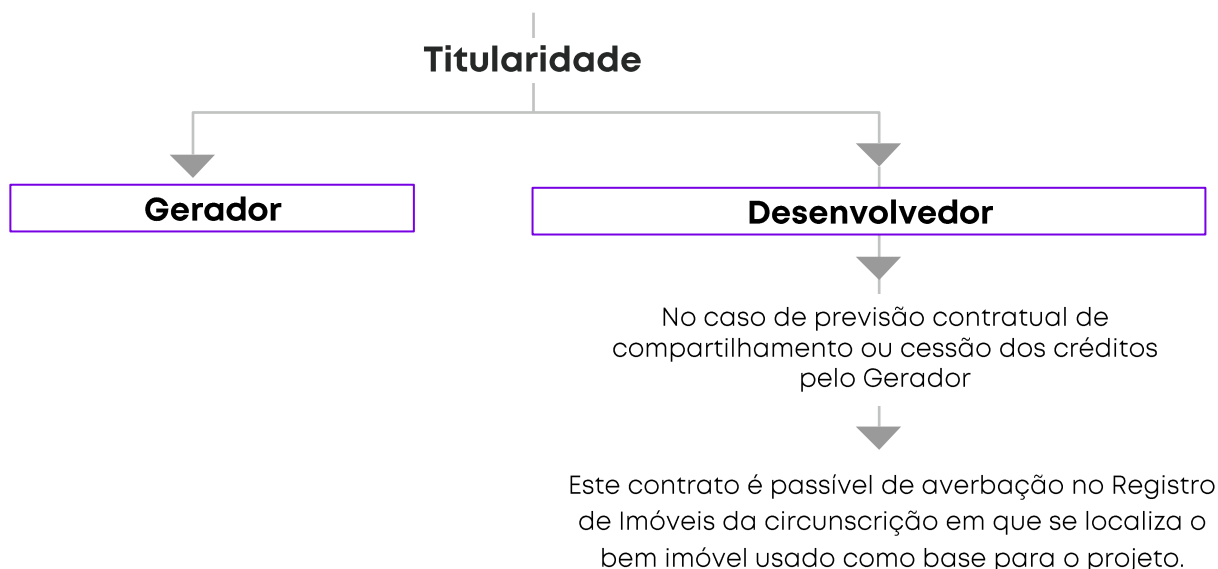 Titularidade
Gerador
Desenvolvedor
No caso de previsão contratual de
compartilhamento ou cessão dos créditos
pelo Gerador
Este contrato é passível de averbação no Registro
de Imóveis da circunscrição em que se localiza o
bem imóvel usado como base para o projeto.